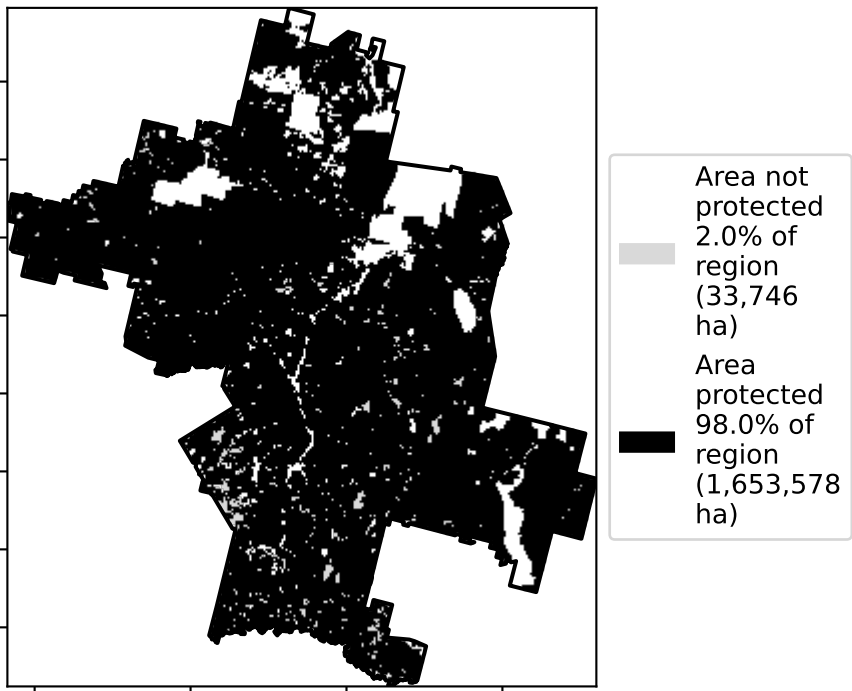 Area not
protected
2.0% of
region
(33,746
ha)
Area
protected
98.0% of
region
(1,653,578
ha)